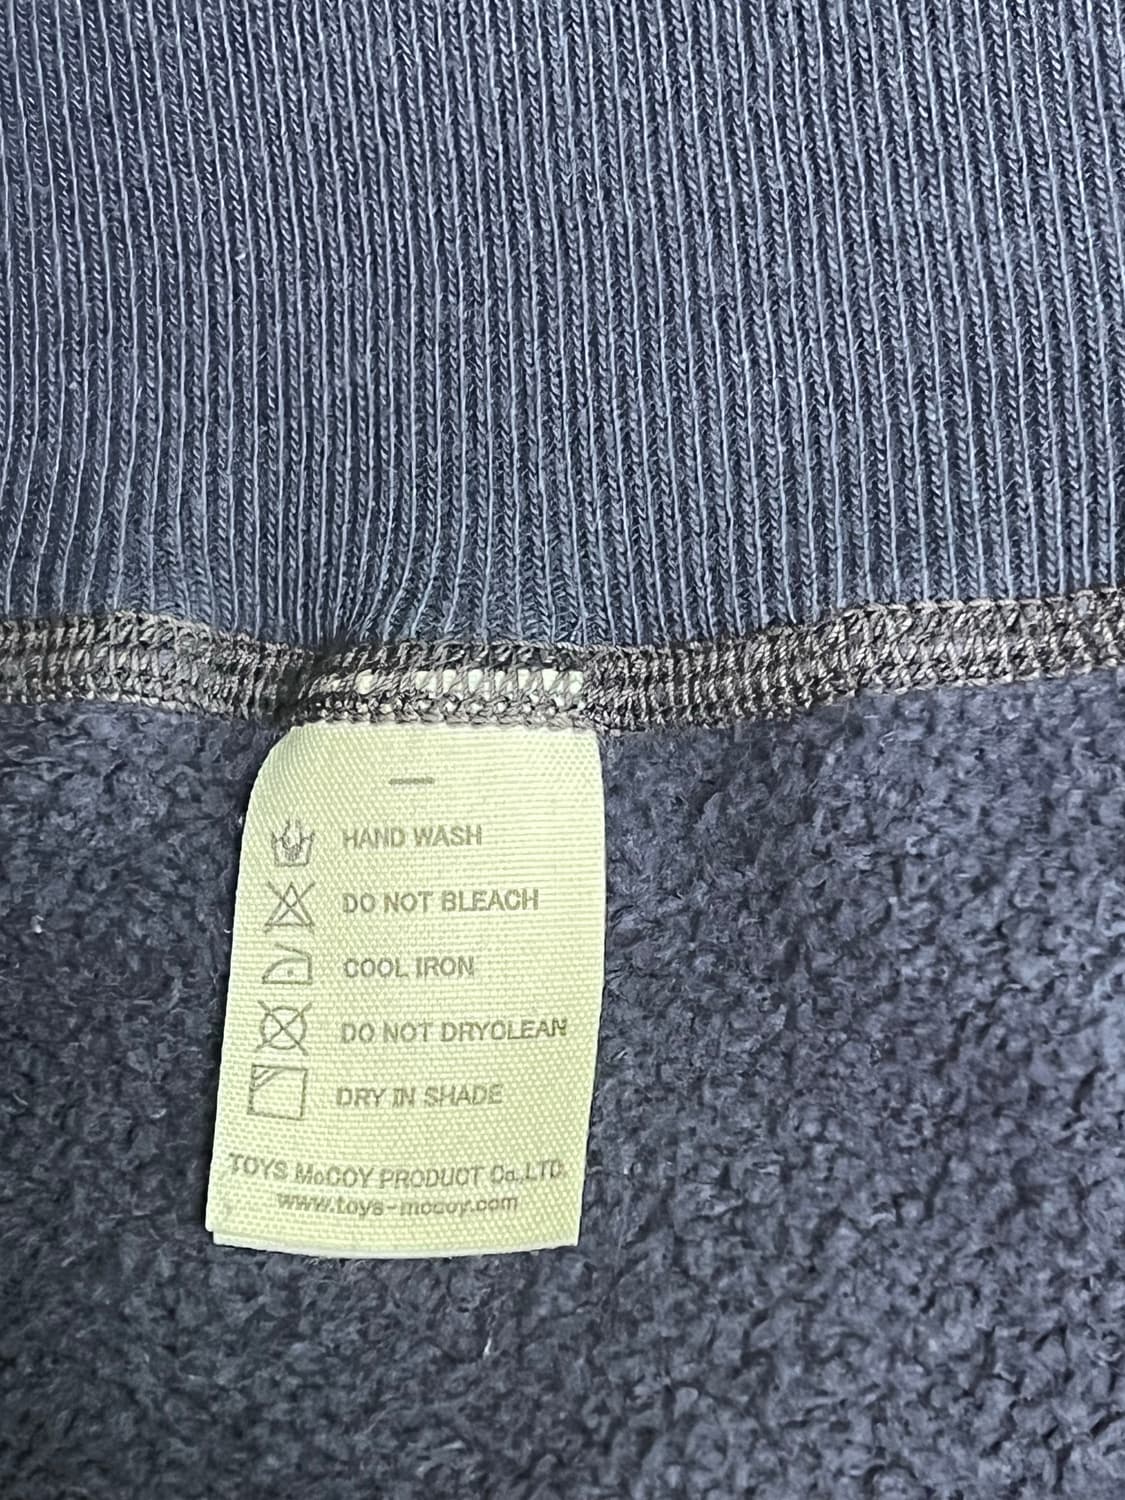 HAND WASH
DO NOT BLEACH
COOL IRON
DO NOT DRYCLEAN
DRY IN SHADE
TOYS McCOY PRODUCT Co.,LTD.
www.toys-mccoy.com